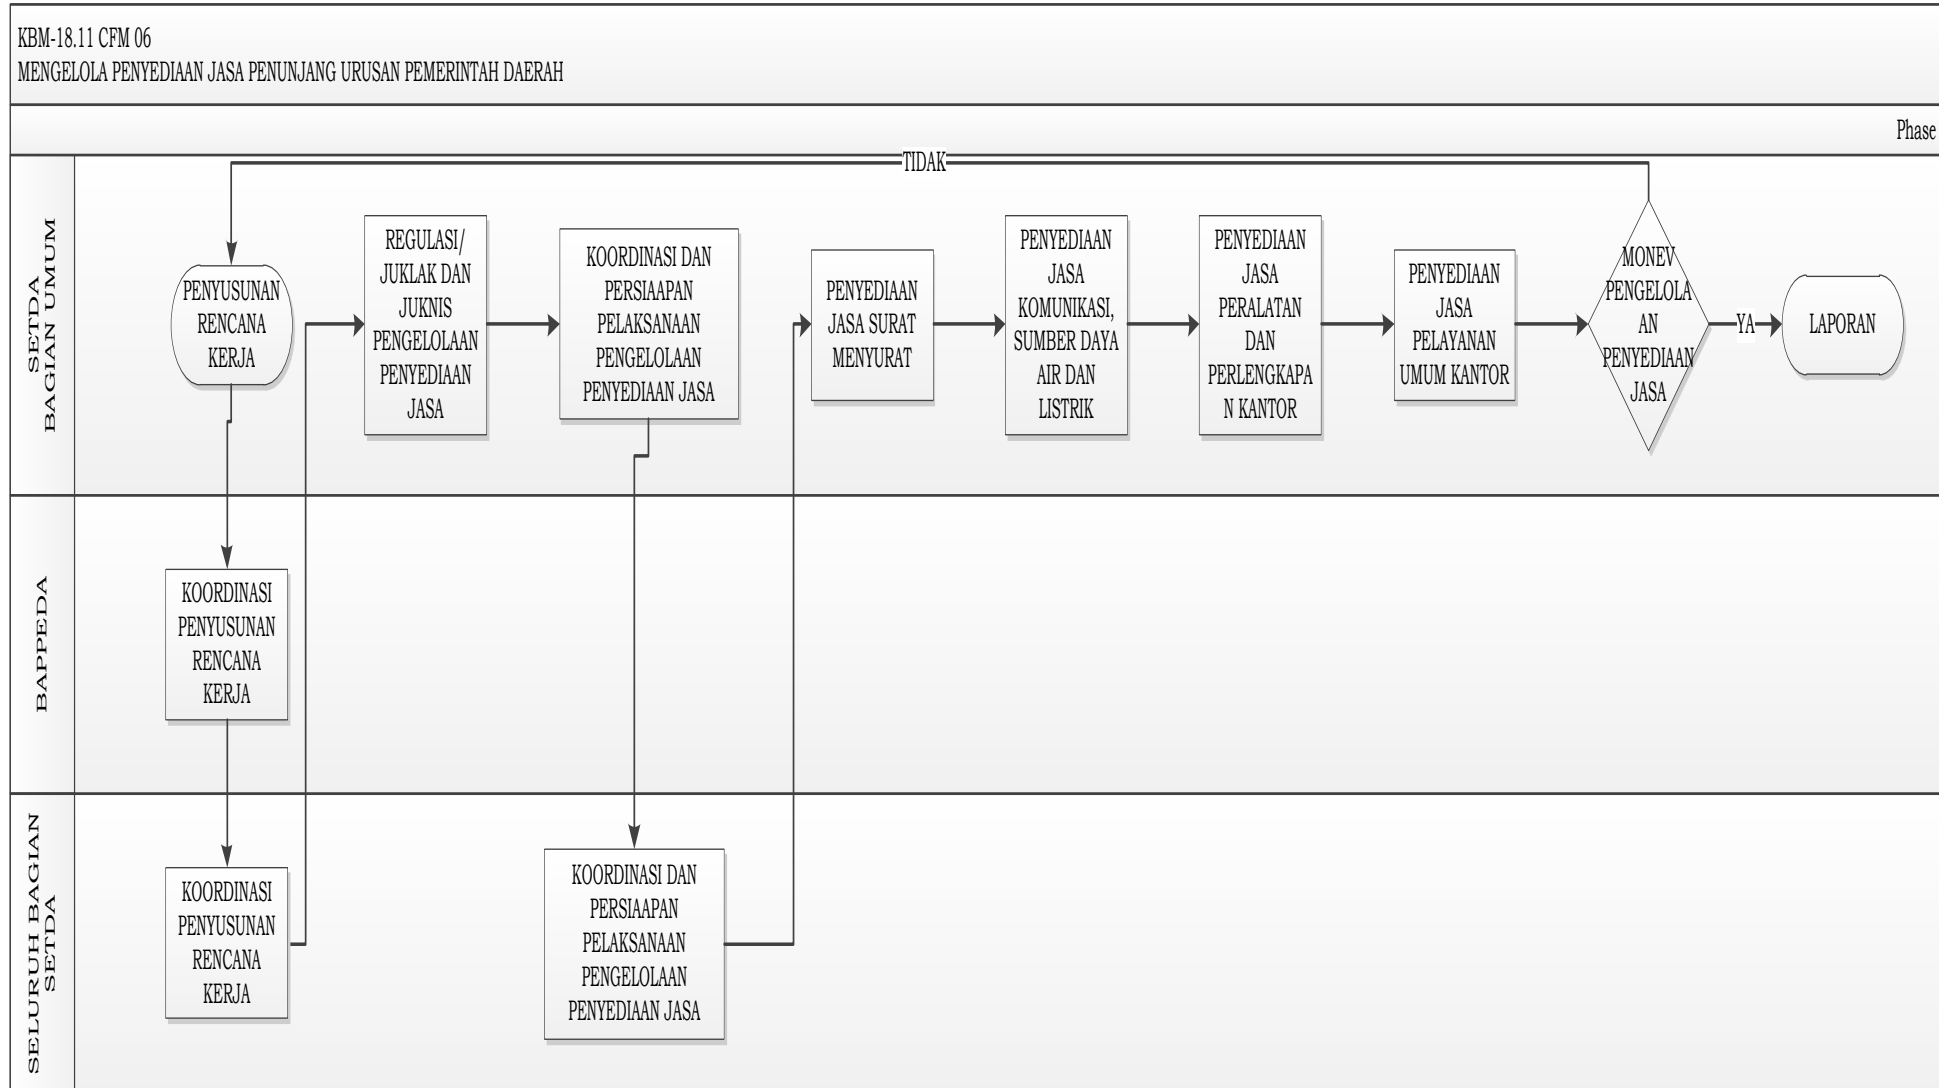 KBM-18.11 CFM 06
MENGELOLA PENYEDIAAN JASA PENUNJANG URUSAN PEMERINTAH DAERAH
Phase
SETDA
BAGIAN UMUM
TIDAK
PENYUSUNAN
RENCANA
KERJA
REGULASI/
JUKLAK DAN
JUKNIS
PENGELOLAAN
PENYEDIAAN
JASA
KOORDINASI DAN
PERSIAAPAN
PELAKSANAAN
PENGELOLAAN
PENYEDIAAN JASA
PENYEDIAAN
JASA SURAT
MENYURAT
PENYEDIAAN
JASA
KOMUNIKASI,
SUMBER DAYA
AIR DAN
LISTRIK
PENYEDIAAN
JASA
PERALATAN
DAN
PERLENGKAPA
N KANTOR
PENYEDIAAN
JASA
PELAYANAN
UMUM KANTOR
MONEV
PENGELOLA
AN
PENYEDIAAN
JASA
YA
LAPORAN
BAPPEDA
KOORDINASI
PENYUSUNAN
RENCANA
KERJA
SELURUH BAGIAN
SETDA
KOORDINASI
PENYUSUNAN
RENCANA
KERJA
KOORDINASI DAN
PERSIAAPAN
PELAKSANAAN
PENGELOLAAN
PENYEDIAAN JASA